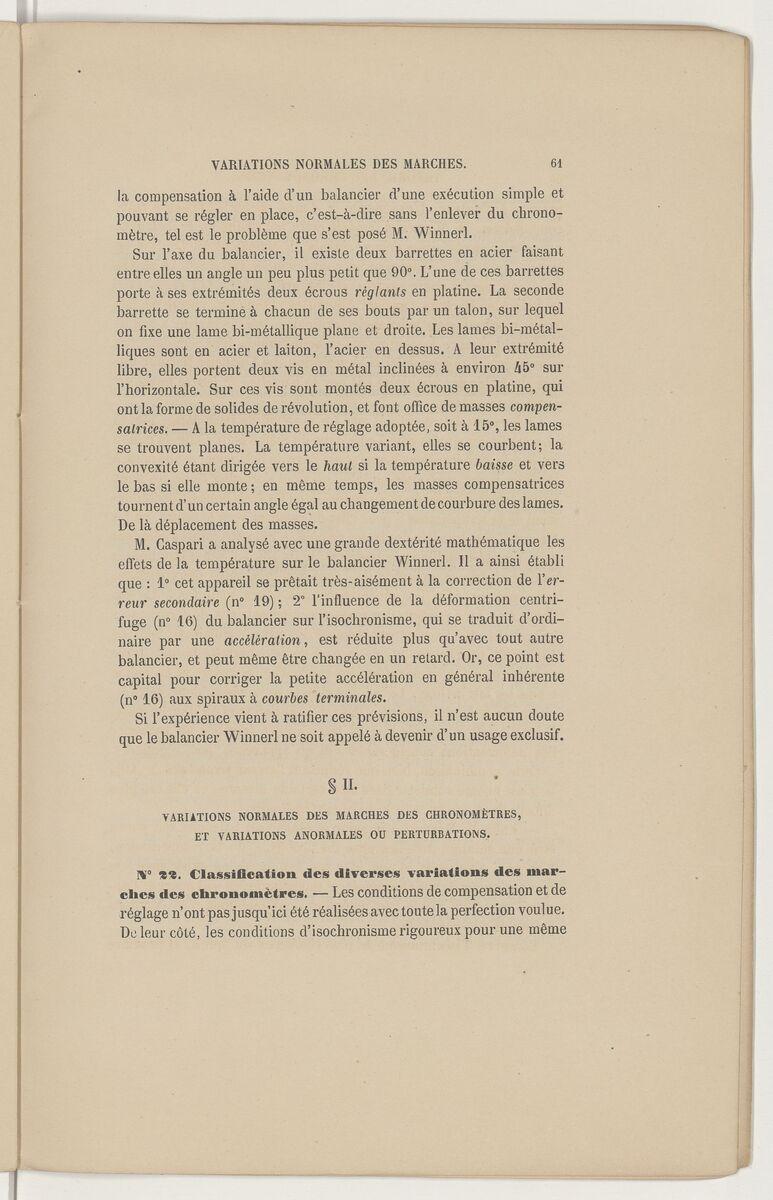 VARIATIONS NORMALES DES MARCHES. 61
la compensation à l'aide d'un balancier d'une exécution simple et
pouvant se régler en place, c'est-à-dire sans l'enlever du chrono-
mètre, tel est le problème que s'est posé M. Winnerl.
Sur l'axe du balancier, il existe deux barrettes en acier faisant
entre elles un angle un peu plus petit que 90°. L'une de ces barrettes
porte à ses extrémités deux écrous réglants en platine. La seconde
barrette se termine à chacun de ses bouts par un talon, sur lequel
on fixe une lame bi-métallique plane et droite. Les lames bi-métal-
liques sont en acier et laiton, l'acier en dessus. A leur extrémité
libre, elles portent deux vis en métal inclinées à environ 45° sur
l'horizontale. Sur ces vis sont montés deux écrous en platine, qui
ont la forme de solides de révolution, et font office de masses compen-
satrices. — A la température de réglage adoptée, soit à 15°, les lames
se trouvent planes. La température variant, elles se courbent; la
convexité étant dirigée vers le haut si la température baisse et vers
le bas si elle monte; en même temps, les masses compensatrices
tournent d'un certain angle égal au changement de courbure des lames.
De là déplacement des masses.
M. Caspari a analysé avec une grande dextérité mathématique les
effets de la température sur le balancier Winnerl. Il a ainsi établi
que : 1° cet appareil se prêtait très-aisément à la correction de l'er-
reur secondaire (n° 19); 2° l'influence de la déformation centri-
fuge (n° 16) du balancier sur l'isochronisme, qui se traduit d'ordi-
naire par une accélération, est réduite plus qu'avec tout autre
balancier, et peut même être changée en un retard. Or, ce point est
capital pour corriger la petite accélération en général inhérente
(n° 16) aux spiraux à courbes terminales.
Si l'expérience vient à ratifier ces prévisions, il n'est aucun doute
que le balancier Winnerl ne soit appelé à devenir d'un usage exclusif.
§ II.
VARIATIONS NORMALES DES MARCHES DES CHRONOMÈTRES,
ET VARIATIONS ANORMALES OU PERTURBATIONS.
N° 22. Classification des diverses variations des mar-
ches des chronomètres. — Les conditions de compensation et de
réglage n'ont pas jusqu'ici été réalisées avec toute la perfection voulue.
De leur côté, les conditions d'isochronisme rigoureux pour une même